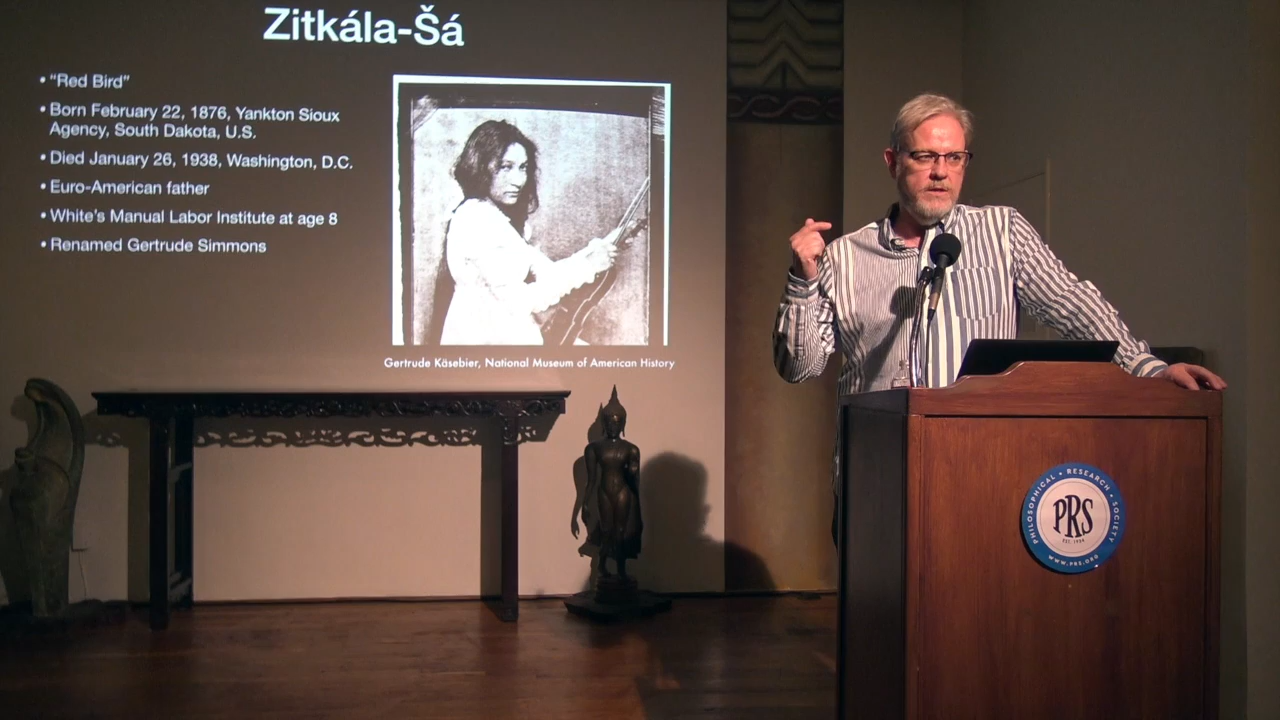 Zitkála-Šá
• “Red Bird”
• Born February 22, 1876, Yankton Sioux
Agency, South Dakota, U.S.
• Died January 26, 1938, Washington, D.C.
• Euro-American father
• White’s Manual Labor Institute at age 8
• Renamed Gertrude Simmons
Gertrude Käsebier, National Museum of American History
PHILOSOPHICAL • RESEARCH • SOCIETY
PRS
EST. 1934
WWW.PRS.ORG